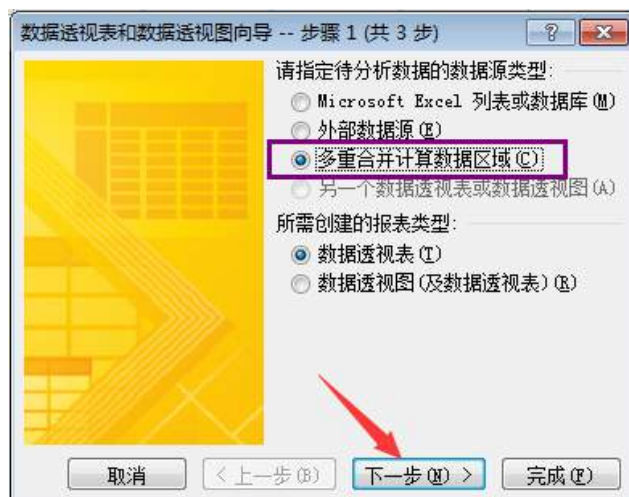 数据透视表和数据透视图向导 -- 步骤 1 (共 3 步)
请指定待分析数据的数据源类型:
Microsoft Excel 列表或数据库(M)
外部数据源(E)
多重合并计算数据区域(C)
另一个数据透视表或数据透视图(A)
所需创建的报表类型:
数据透视表(T)
数据透视图(及数据透视表)(R)
取消 < 上一步(B) 下一步(N) > 完成(F)